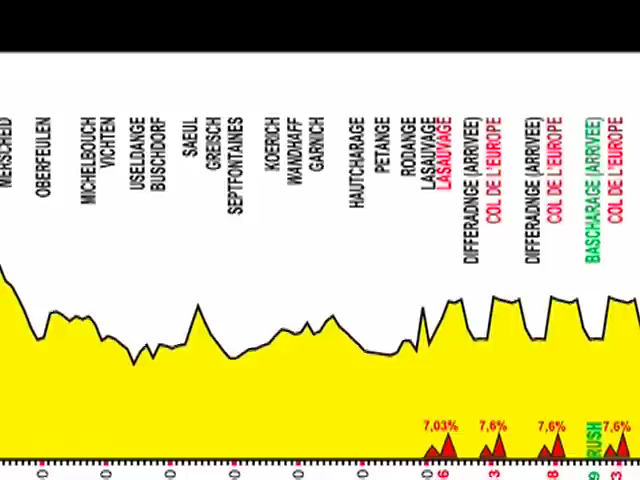 MERSCHEID
OBERFEULEN
MICHELBOUCH
VICHTEN
USELDANGE
BUSCHDORF
SAEUL
GREISCH
SEPTFONTAINES
KOERICH
WANDHAFF
GARNICH
HAUTCHARAGE
PETANGE
RODANGE
LASAUVAGE
LASAUVAGE
DIFFERADNGE (ARRIVEE)
COL DE L'EUROPE
DIFFERADNGE (ARRIVEE)
COL DE L'EUROPE
BASCHARAGE (ARRIVEE)
COL DE L'EUROPE
7,03%
7,6%
7,6%
RUSH
7,6%